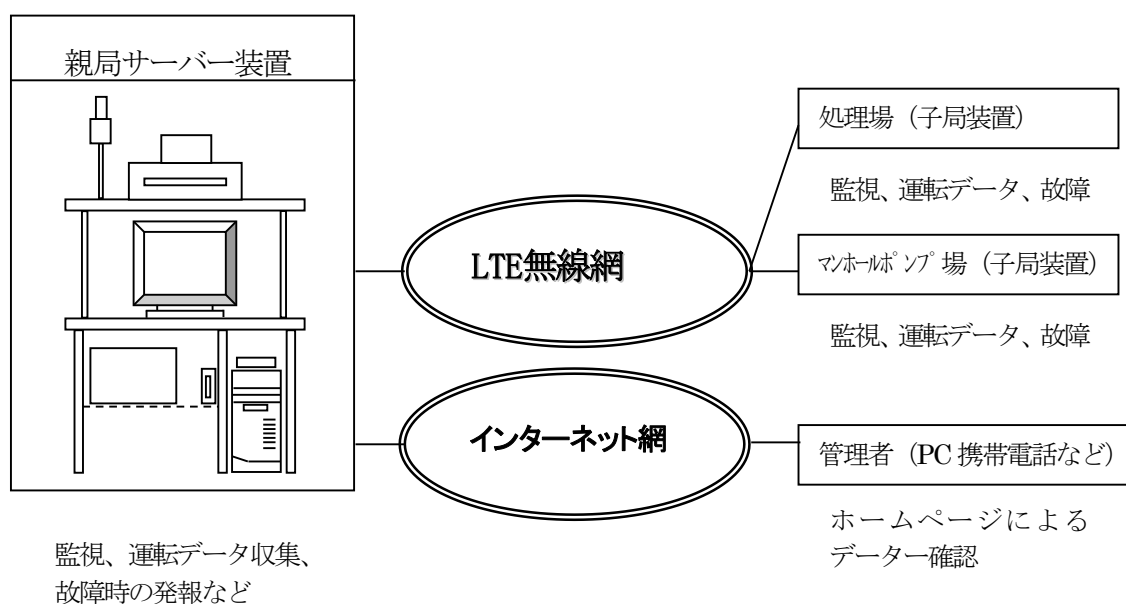 親局サーバー装置
処理場（子局装置）
監視、運転データ、故障
LTE無線網
ﾏﾝﾎｰﾙﾎﾟﾝﾌﾟ場（子局装置）
監視、運転データ、故障
インターネット網
管理者（PC 携帯電話など）
ホームページによる
データー確認
監視、運転データ収集、
故障時の発報など